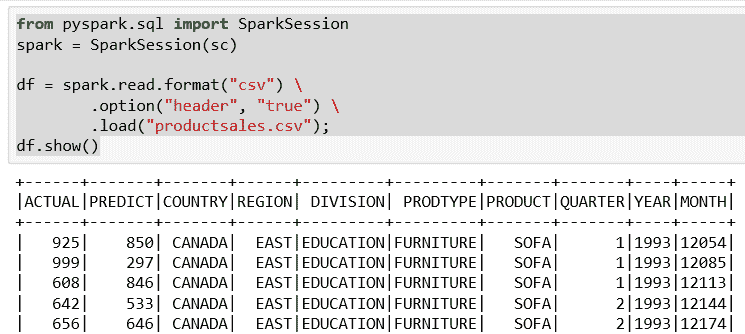 from pyspark.sql import SparkSession
spark = SparkSession(sc)
df = spark.read.format("csv") \
        .option("header", "true") \
        .load("productsales.csv");
df.show()
+------+-------+-------+------+---------+---------+-------+-------+----+-----+
|ACTUAL|PREDICT|COUNTRY|REGION| DIVISION| PRODTYPE|PRODUCT|QUARTER|YEAR|MONTH|
+------+-------+-------+------+---------+---------+-------+-------+----+-----+
|   925|    850| CANADA|  EAST|EDUCATION|FURNITURE|   SOFA|      1|1993|12054|
|   999|    297| CANADA|  EAST|EDUCATION|FURNITURE|   SOFA|      1|1993|12085|
|   608|    846| CANADA|  EAST|EDUCATION|FURNITURE|   SOFA|      1|1993|12113|
|   642|    533| CANADA|  EAST|EDUCATION|FURNITURE|   SOFA|      2|1993|12144|
|   656|    646| CANADA|  EAST|EDUCATION|FURNITURE|   SOFA|      2|1993|12174|